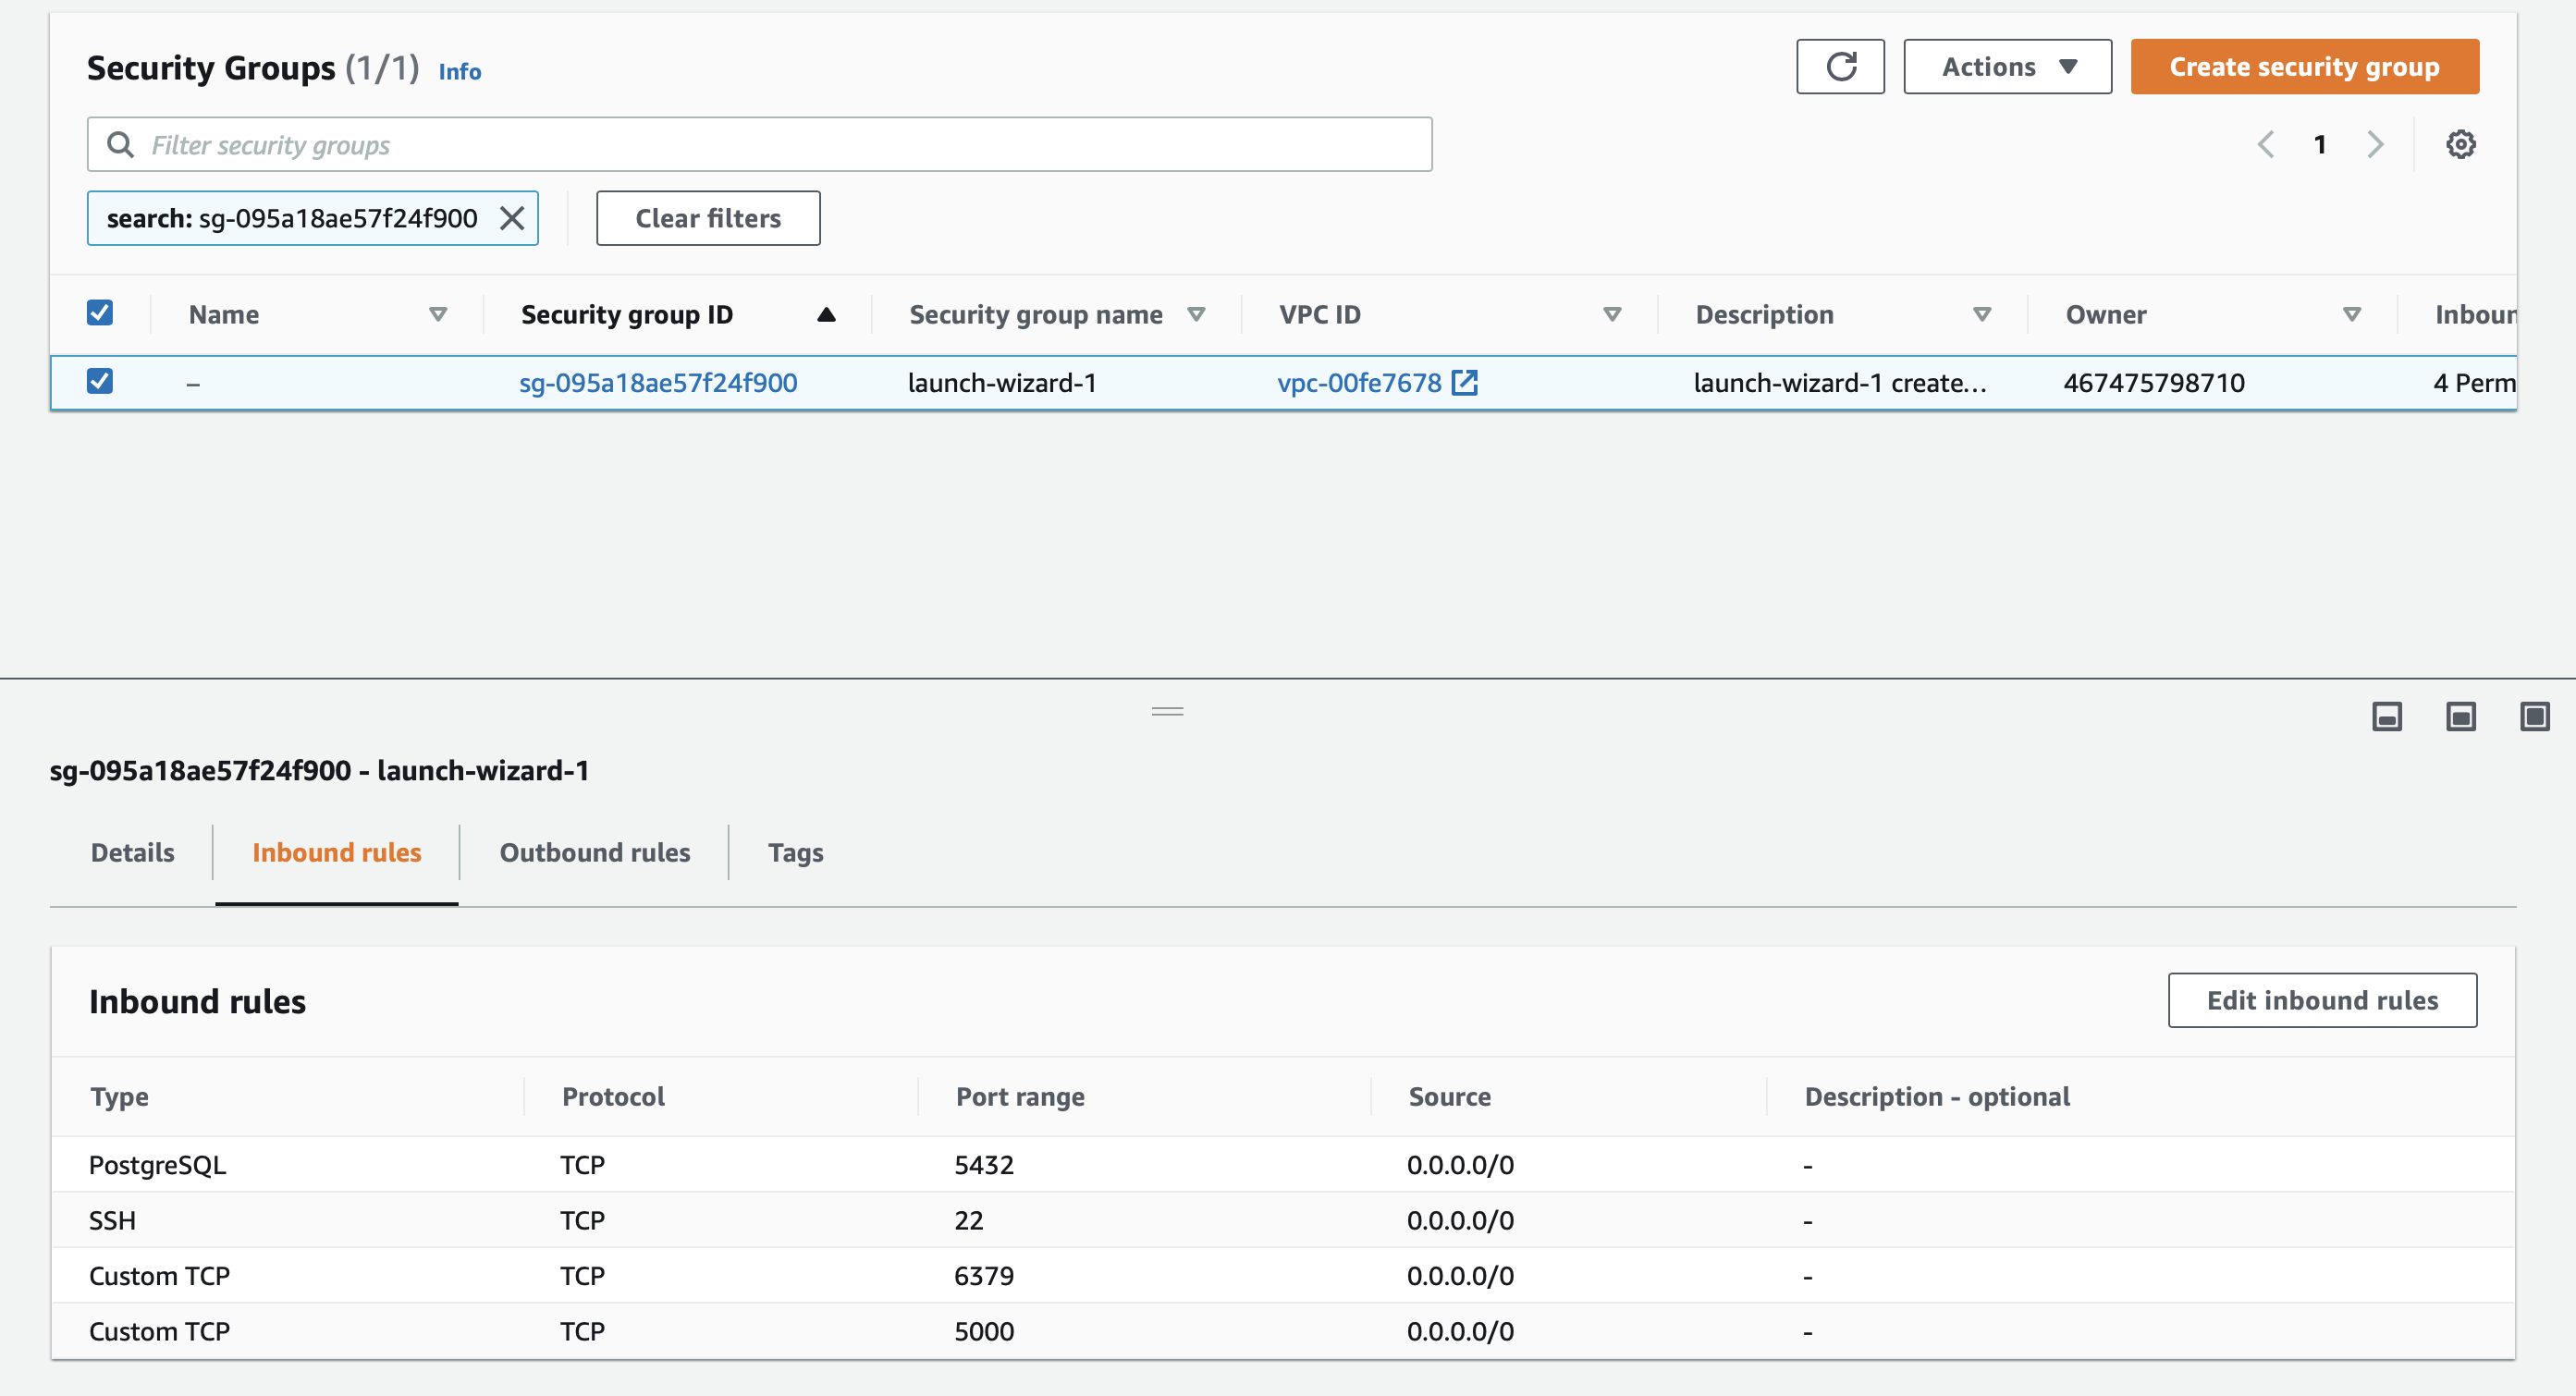 Security Groups (1/1) Info
Actions
Create security group
Filter security groups
1
search: sg-095a18ae57f24f900
Clear filters
Name Security group ID Security group name VPC ID Description Owner Inboun
– sg-095a18ae57f24f900 launch-wizard-1 vpc-00fe7678 launch-wizard-1 create... 467475798710 4 Perm
sg-095a18ae57f24f900 - launch-wizard-1
Details Inbound rules Outbound rules Tags
Inbound rules
Edit inbound rules
Type Protocol Port range Source Description - optional
PostgreSQL TCP 5432 0.0.0.0/0 -
SSH TCP 22 0.0.0.0/0 -
Custom TCP TCP 6379 0.0.0.0/0 -
Custom TCP TCP 5000 0.0.0.0/0 -